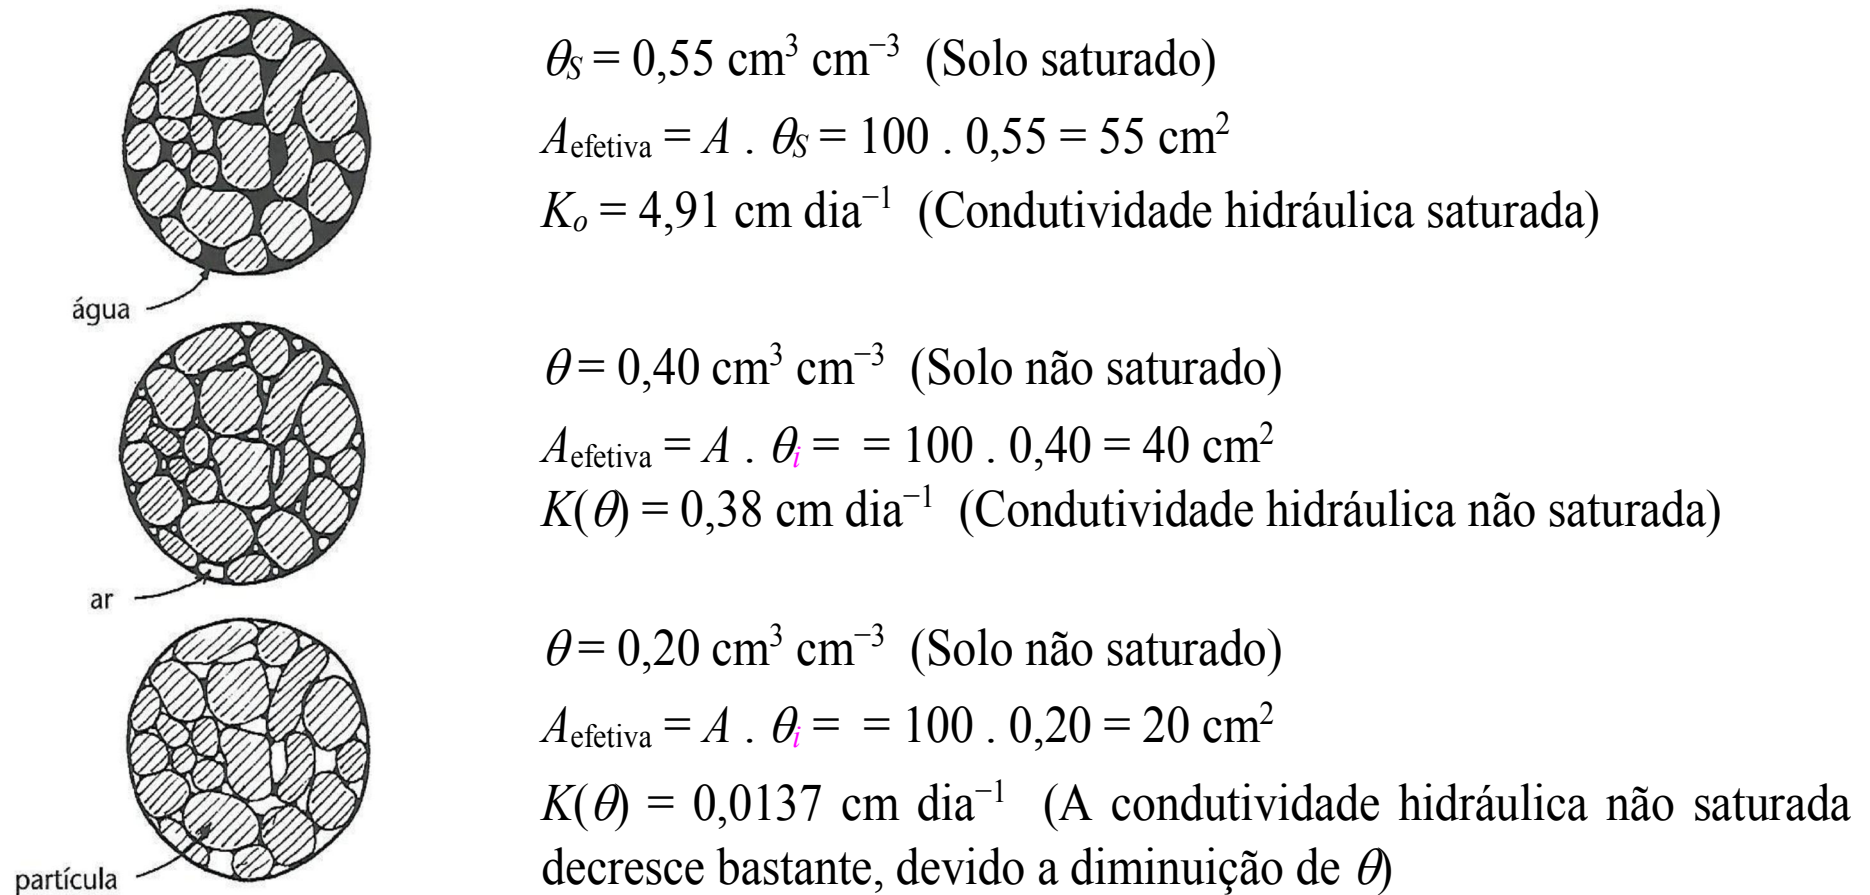 θS = 0,55 cm³ cm⁻³ (Solo saturado)
Aefetiva = A . θS = 100 . 0,55 = 55 cm²
Ko = 4,91 cm dia⁻¹ (Condutividade hidráulica saturada)
água
θ = 0,40 cm³ cm⁻³ (Solo não saturado)
Aefetiva = A . θi = = 100 . 0,40 = 40 cm²
K(θ) = 0,38 cm dia⁻¹ (Condutividade hidráulica não saturada)
ar
θ = 0,20 cm³ cm⁻³ (Solo não saturado)
Aefetiva = A . θi = = 100 . 0,20 = 20 cm²
K(θ) = 0,0137 cm dia⁻¹ (A condutividade hidráulica não saturada
decresce bastante, devido a diminuição de θ)
partícula